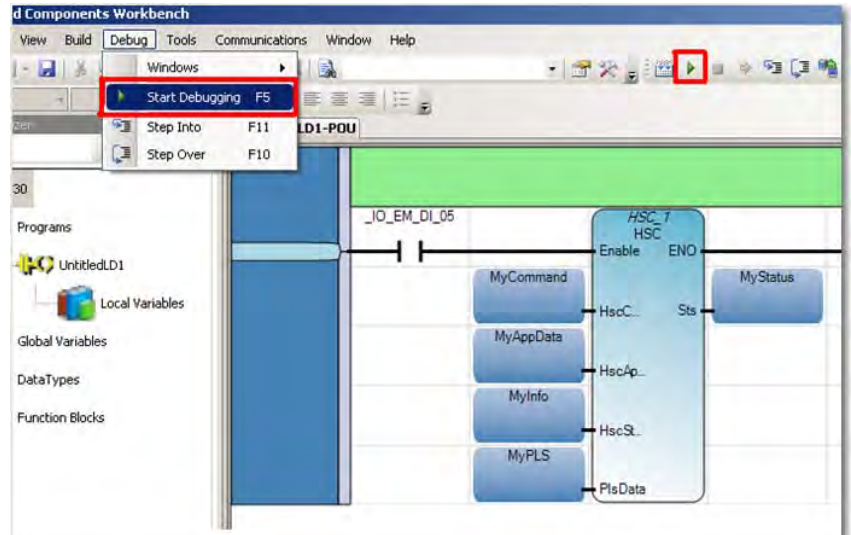 d Components Workbench
View Build Debug Tools Communications Window Help
Windows
Start Debugging F5
Step Into F11
Step Over F10
LD1-POU
30
Programs
UntitledLD1
Local Variables
Global Variables
DataTypes
Function Blocks
_IO_EM_DI_05
HSC_1
HSC
Enable ENO
MyCommand
HscC...
Sts
MyStatus
MyAppData
HscAp...
MyInfo
HscSt...
MyPLS
PlsData